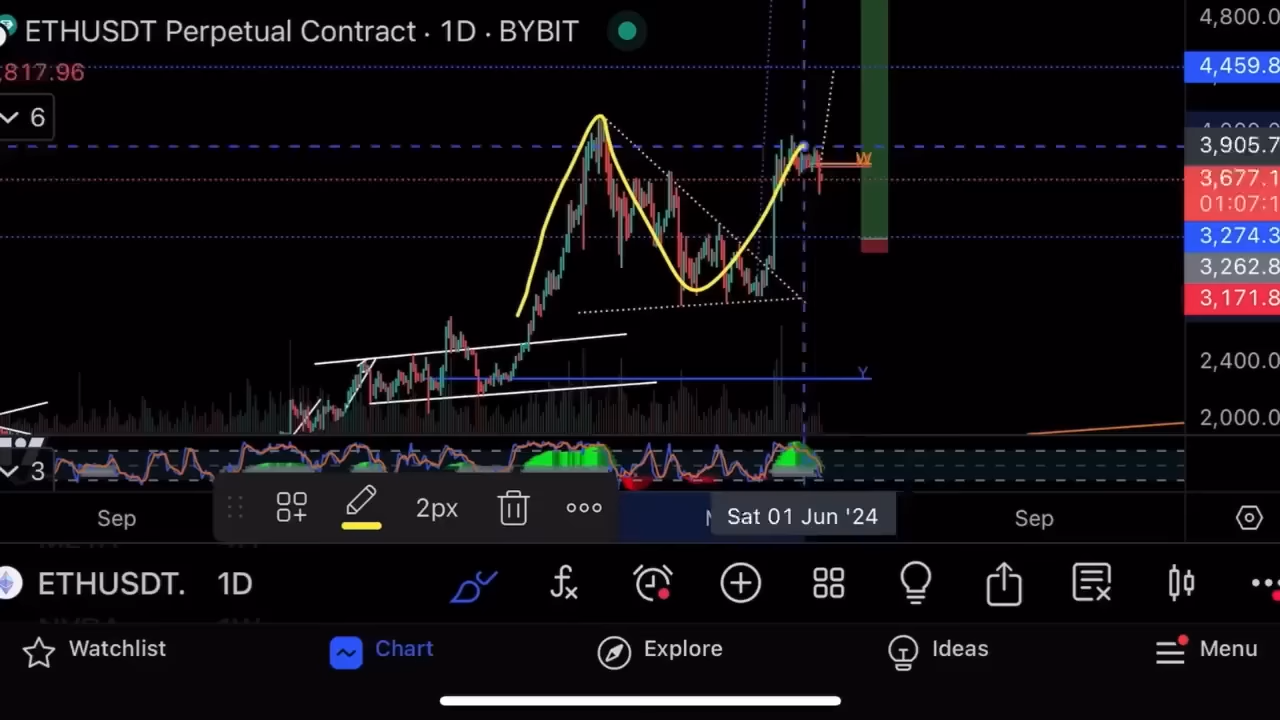 ETHUSDT Perpetual Contract · 1D · BYBIT
4,800.0
,817.96
4,459.8
6
3,905.7
W
3,677.1
01:07:1
3,274.3
3,262.8
3,171.8
Y
2,400.0
2,000.0
3
Sep
2px
Sat 01 Jun '24
Sep
ETHUSDT. 1D
Watchlist
Chart
Explore
Ideas
Menu